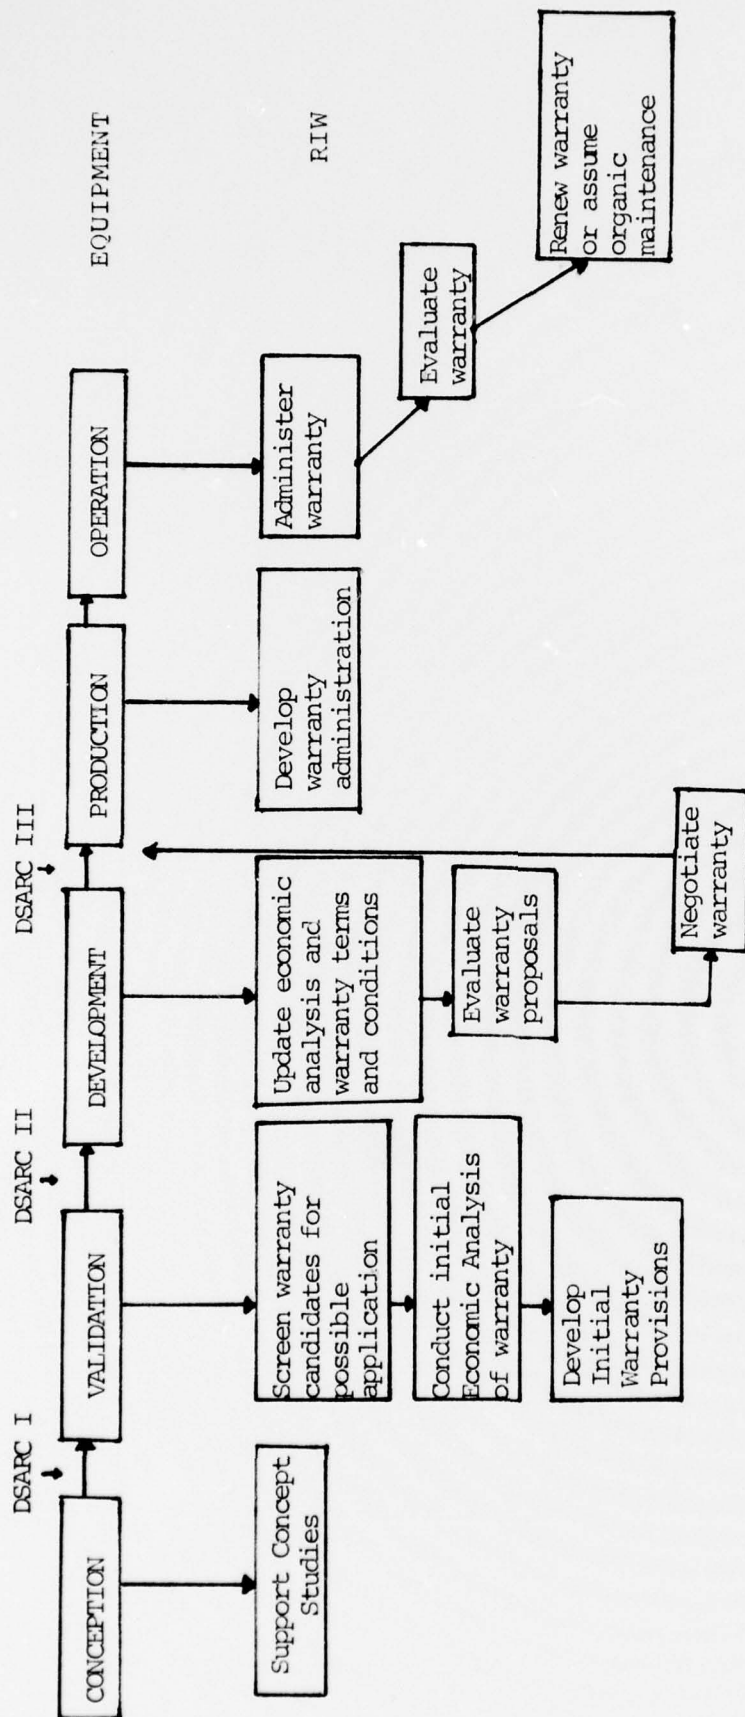 DSARC I
DSARC II
DSARC III
CONCEPTION
VALIDATION
DEVELOPMENT
PRODUCTION
OPERATION
EQUIPMENT
Support Concept
Studies
Screen warranty
candidates for
possible
application
Conduct initial
Economic Analysis
of warranty
Develop
Initial
Warranty
Provisions
Update economic
analysis and
warranty terms
and conditions
Evaluate
warranty
proposals
Negotiate
warranty
Develop
warranty
administration
Administer
warranty
Evaluate
warranty
Renew warranty
or assume
organic
maintenance
RIW